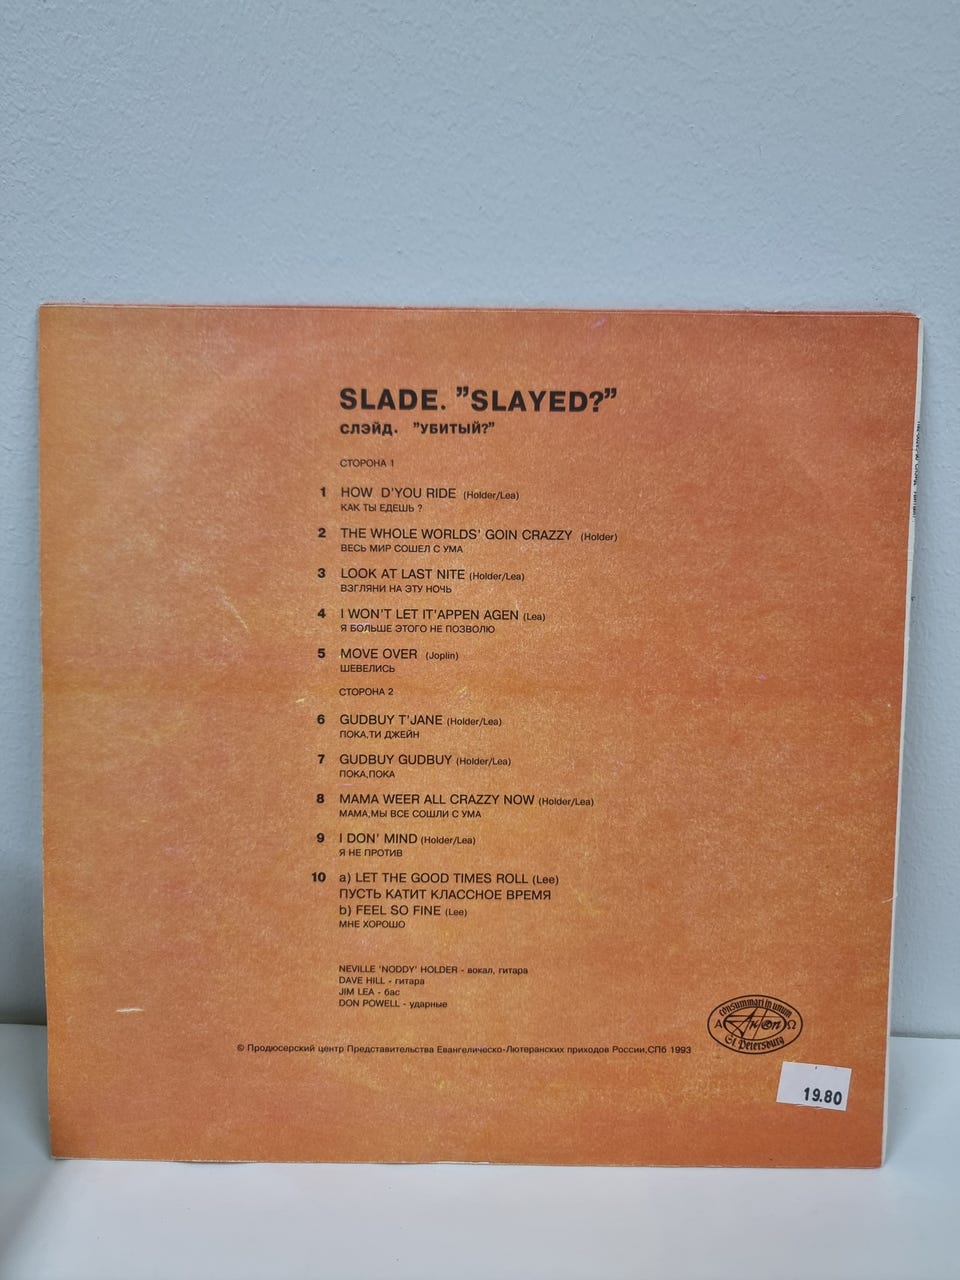 SLADE. "SLAYED?"
СЛЭЙД. "УБИТЫЙ?"
СТОРОНА 1
1 HOW D'YOU RIDE (Holder/Lea)
КАК ТЫ ЕДЕШЬ ?
2 THE WHOLE WORLDS' GOIN CRAZZY (Holder)
ВЕСЬ МИР СОШЕЛ С УМА
3 LOOK AT LAST NITE (Holder/Lea)
ВЗГЛЯНИ НА ЭТУ НОЧЬ
4 I WON'T LET IT'APPEN AGEN (Lea)
Я БОЛЬШЕ ЭТОГО НЕ ПОЗВОЛЮ
5 MOVE OVER (Joplin)
ШЕВЕЛИСЬ
СТОРОНА 2
6 GUDBUY T'JANE (Holder/Lea)
ПОКА,ТИ ДЖЕЙН
7 GUDBUY GUDBUY (Holder/Lea)
ПОКА,ПОКА
8 MAMA WEER ALL CRAZZY NOW (Holder/Lea)
МАМА,МЫ ВСЕ СОШЛИ С УМА
9 I DON' MIND (Holder/Lea)
Я НЕ ПРОТИВ
10 a) LET THE GOOD TIMES ROLL (Lee)
ПУСТЬ КАТИТ КЛАССНОЕ ВРЕМЯ
b) FEEL SO FINE (Lee)
МНЕ ХОРОШО
NEVILLE 'NODDY' HOLDER - вокал, гитара
DAVE HILL - гитара
JIM LEA - бас
DON POWELL - ударные
consummari in unum
А Ω
St. Petersburg
© Продюсерский центр Представительства Евангелическо-Лютеранских приходов России,СПб 1993
19.80